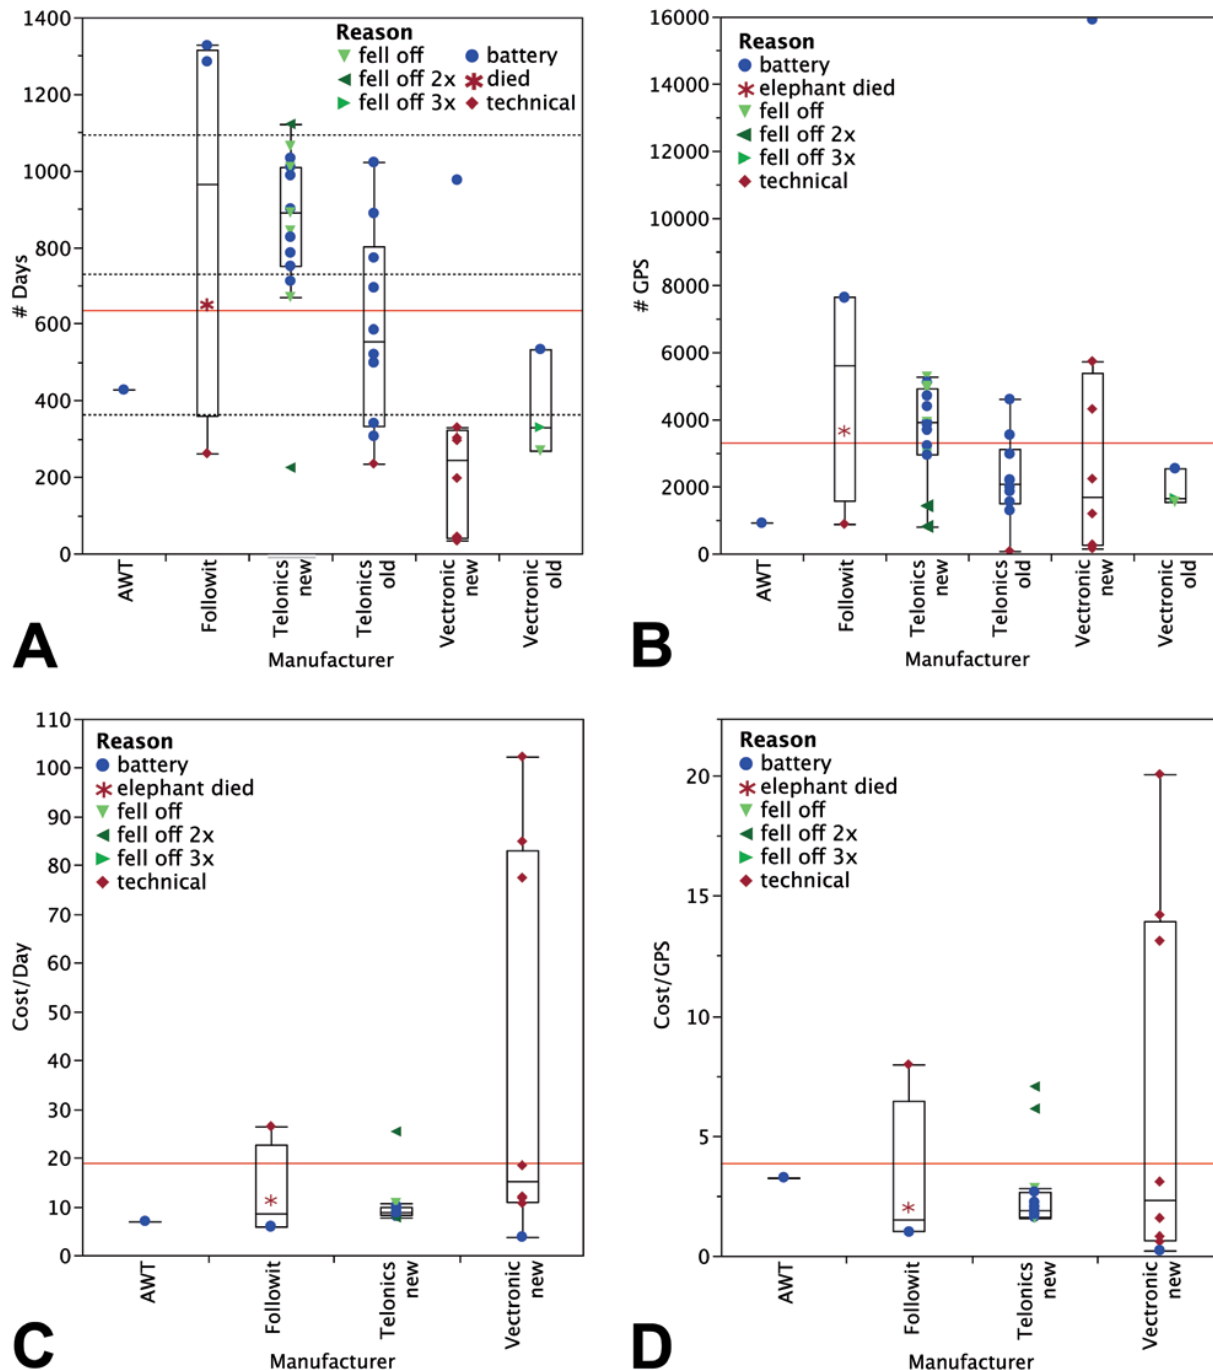 1400
1200
1000
800
600
400
200
0
# Days
Reason
fell off
battery
fell off 2x
died
fell off 3x
technical
AWT
Followit
Telonics new
Telonics old
Vectronic new
Vectronic old
Manufacturer
A
16000
14000
12000
10000
8000
6000
4000
2000
0
# GPS
Reason
battery
elephant died
fell off
fell off 2x
fell off 3x
technical
AWT
Followit
Telonics new
Telonics old
Vectronic new
Vectronic old
Manufacturer
B
110
100
90
80
70
60
50
40
30
20
10
0
Cost/Day
Reason
battery
elephant died
fell off
fell off 2x
fell off 3x
technical
AWT
Followit
Telonics new
Vectronic new
Manufacturer
C
20
15
10
5
0
Cost/GPS
Reason
battery
elephant died
fell off
fell off 2x
fell off 3x
technical
AWT
Followit
Telonics new
Vectronic new
Manufacturer
D